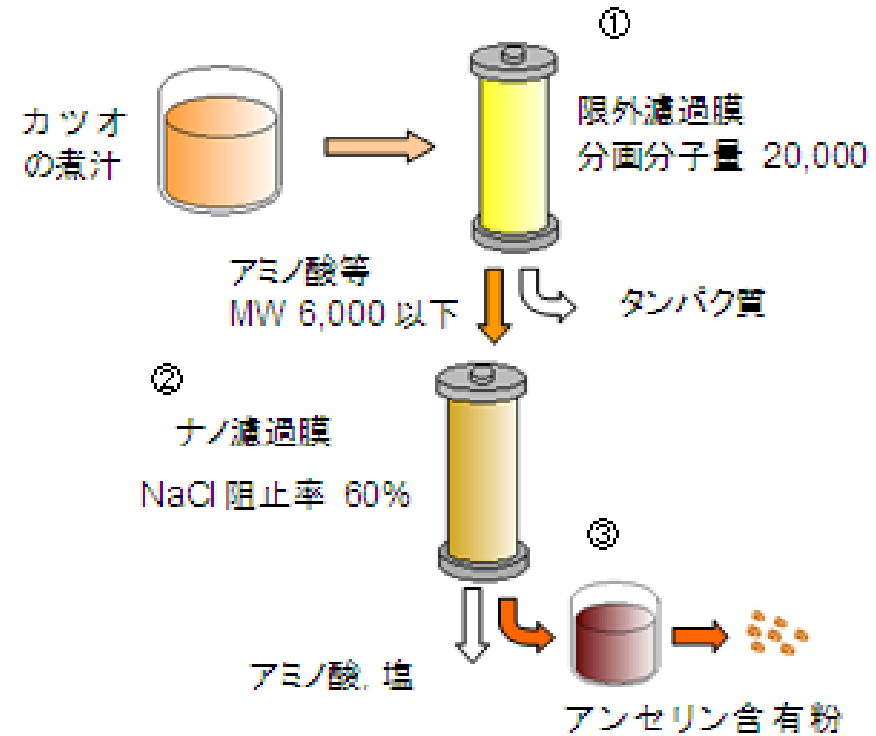 ①
カツオ
の煮汁
限外濾過膜
分面分子量 20,000
アミノ酸等
MW 6,000 以下
タンパク質
②
ナノ濾過膜
NaCl 阻止率 60%
③
アミノ酸, 塩
アンセリン含有粉